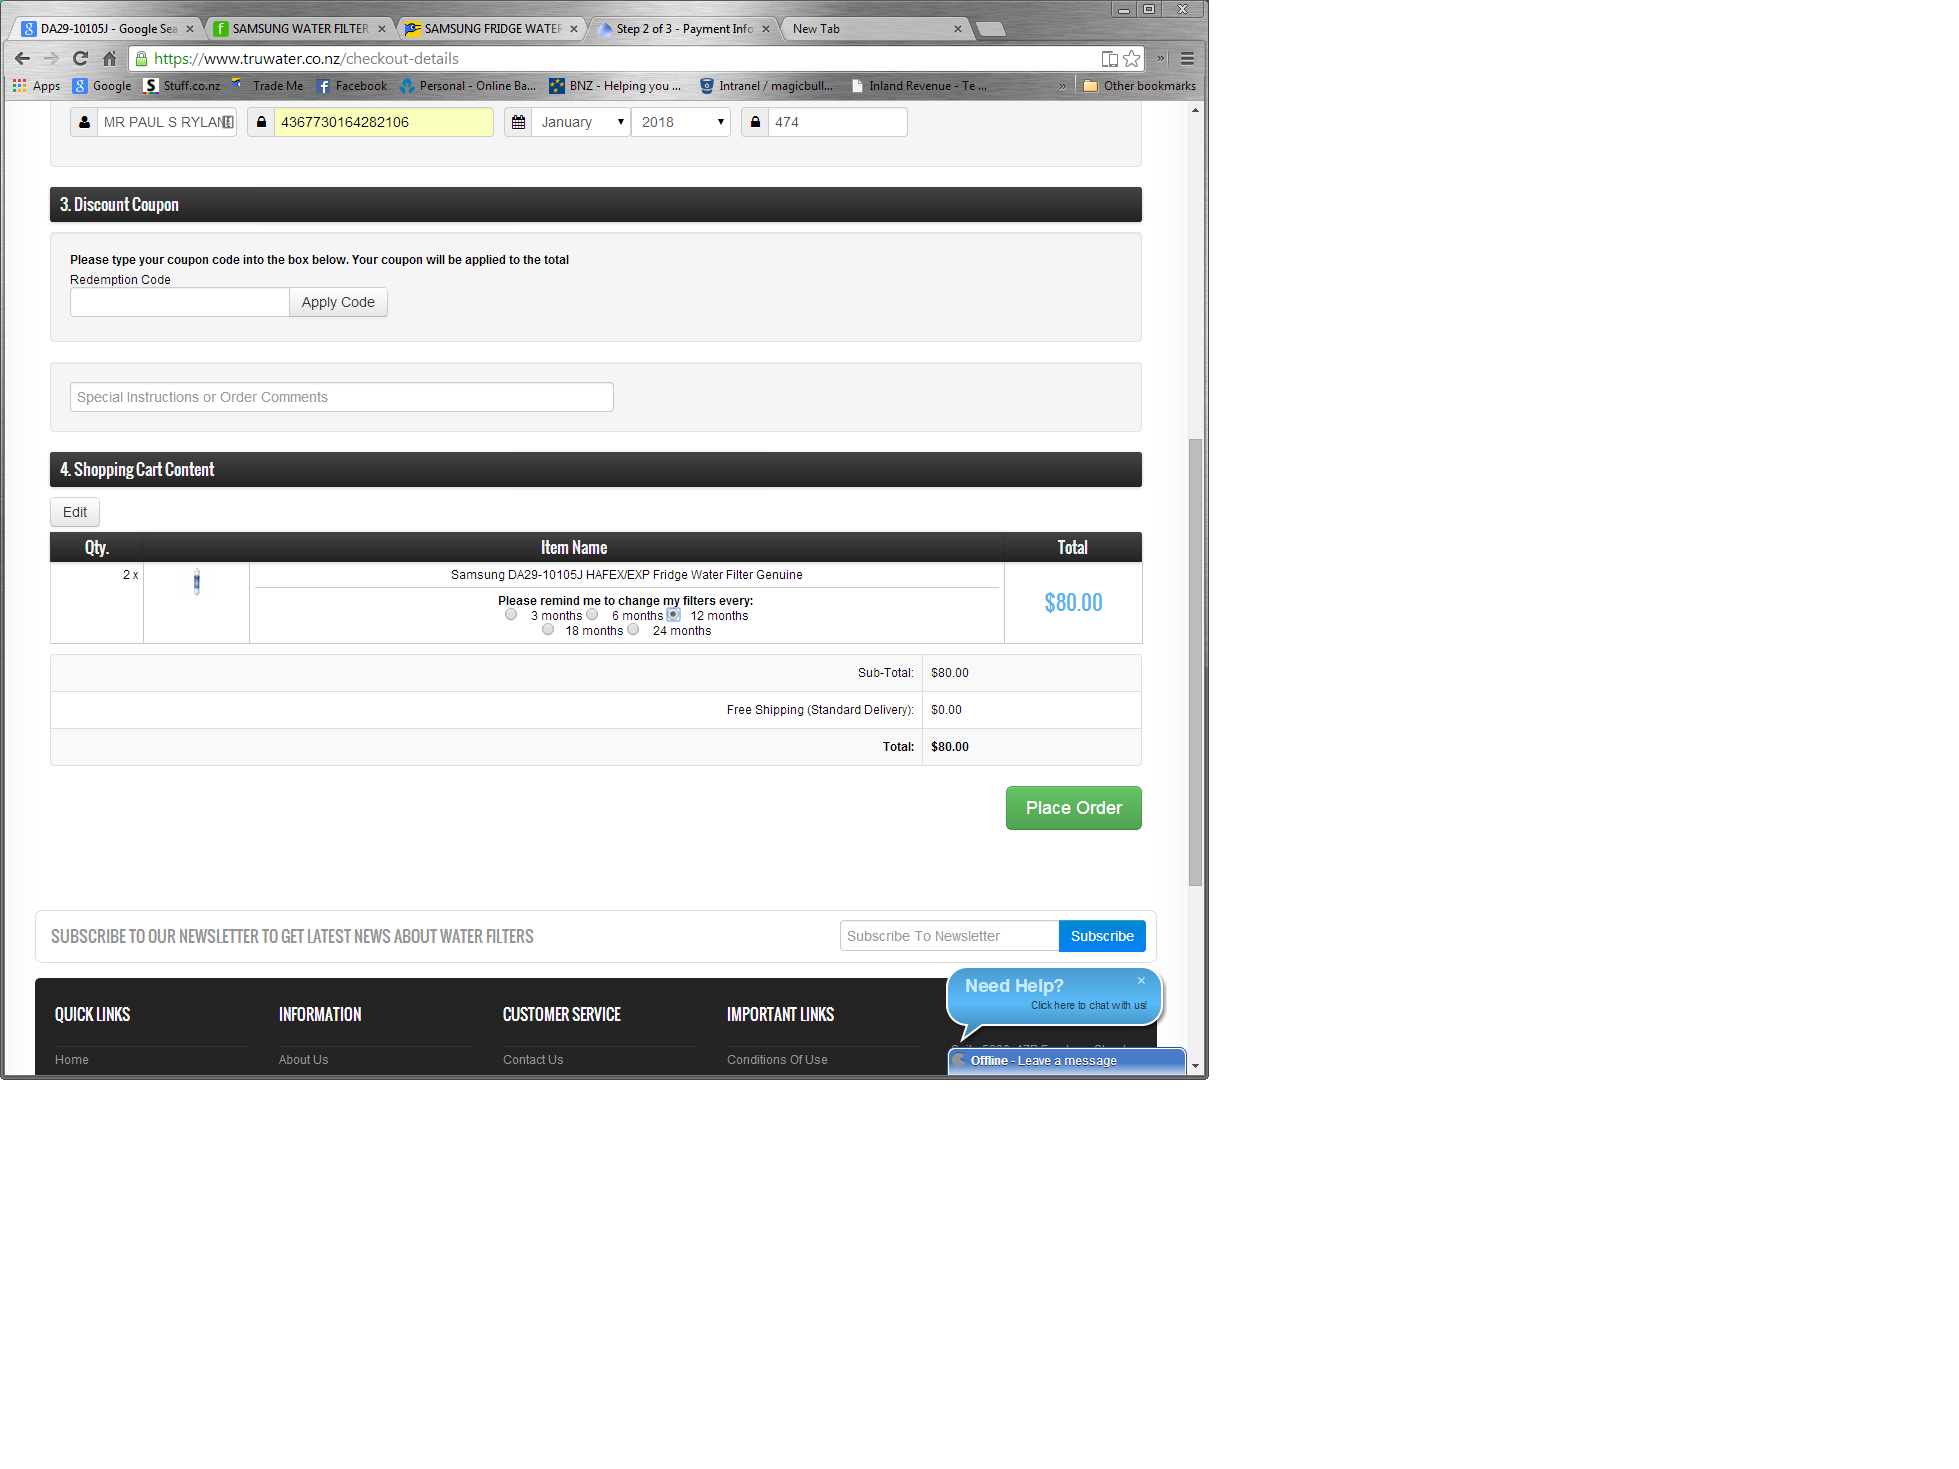 DA29-10105J - Google Sea
SAMSUNG WATER FILTER
SAMSUNG FRIDGE WATER
Step 2 of 3 - Payment Info
New Tab
https://www.truwater.co.nz/checkout-details
Apps
Google
Stuff.co.nz
Trade Me
Facebook
Personal - Online Ba...
BNZ - Helping you ...
Intranel / magicbull...
Inland Revenue - Te ...
Other bookmarks
MR PAUL S RYLAN [card number redacted] January 2018 [security code redacted]
3. Discount Coupon
Please type your coupon code into the box below. Your coupon will be applied to the total
Redemption Code
Apply Code
Special Instructions or Order Comments
4. Shopping Cart Content
Edit
Qty. Item Name Total
2 x Samsung DA29-10105J HAFEX/EXP Fridge Water Filter Genuine
Please remind me to change my filters every:
3 months 6 months 12 months
18 months 24 months
$80.00
Sub-Total: $80.00
Free Shipping (Standard Delivery): $0.00
Total: $80.00
Place Order
SUBSCRIBE TO OUR NEWSLETTER TO GET LATEST NEWS ABOUT WATER FILTERS
Subscribe To Newsletter
Subscribe
QUICK LINKS
INFORMATION
CUSTOMER SERVICE
IMPORTANT LINKS
Need Help?
Click here to chat with us!
Home
About Us
Contact Us
Conditions Of Use
Offline - Leave a message